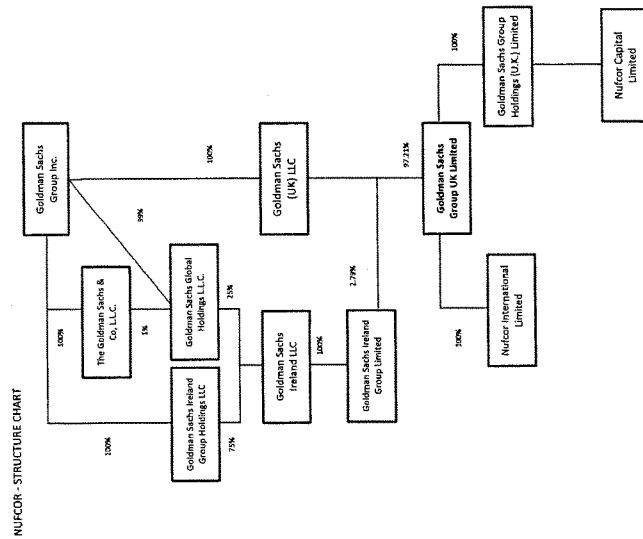 NUFCOR - STRUCTURE CHART
Goldman Sachs
Group Inc.
100%
The Goldman Sachs &
Co, L.L.C.
99%
100%
100%
1%
Goldman Sachs Ireland
Group Holdings LLC
Goldman Sachs Global
Holdings L.L.C.
75%
25%
Goldman Sachs
(UK) LLC
Goldman Sachs
Ireland LLC
100%
Goldman Sachs Ireland
Group Limited
2.79%
97.21%
Goldman Sachs
Group UK Limited
100%
100%
Nufcor International
Limited
Goldman Sachs Group
Holdings (U.K.) Limited
Nufcor Capital
Limited